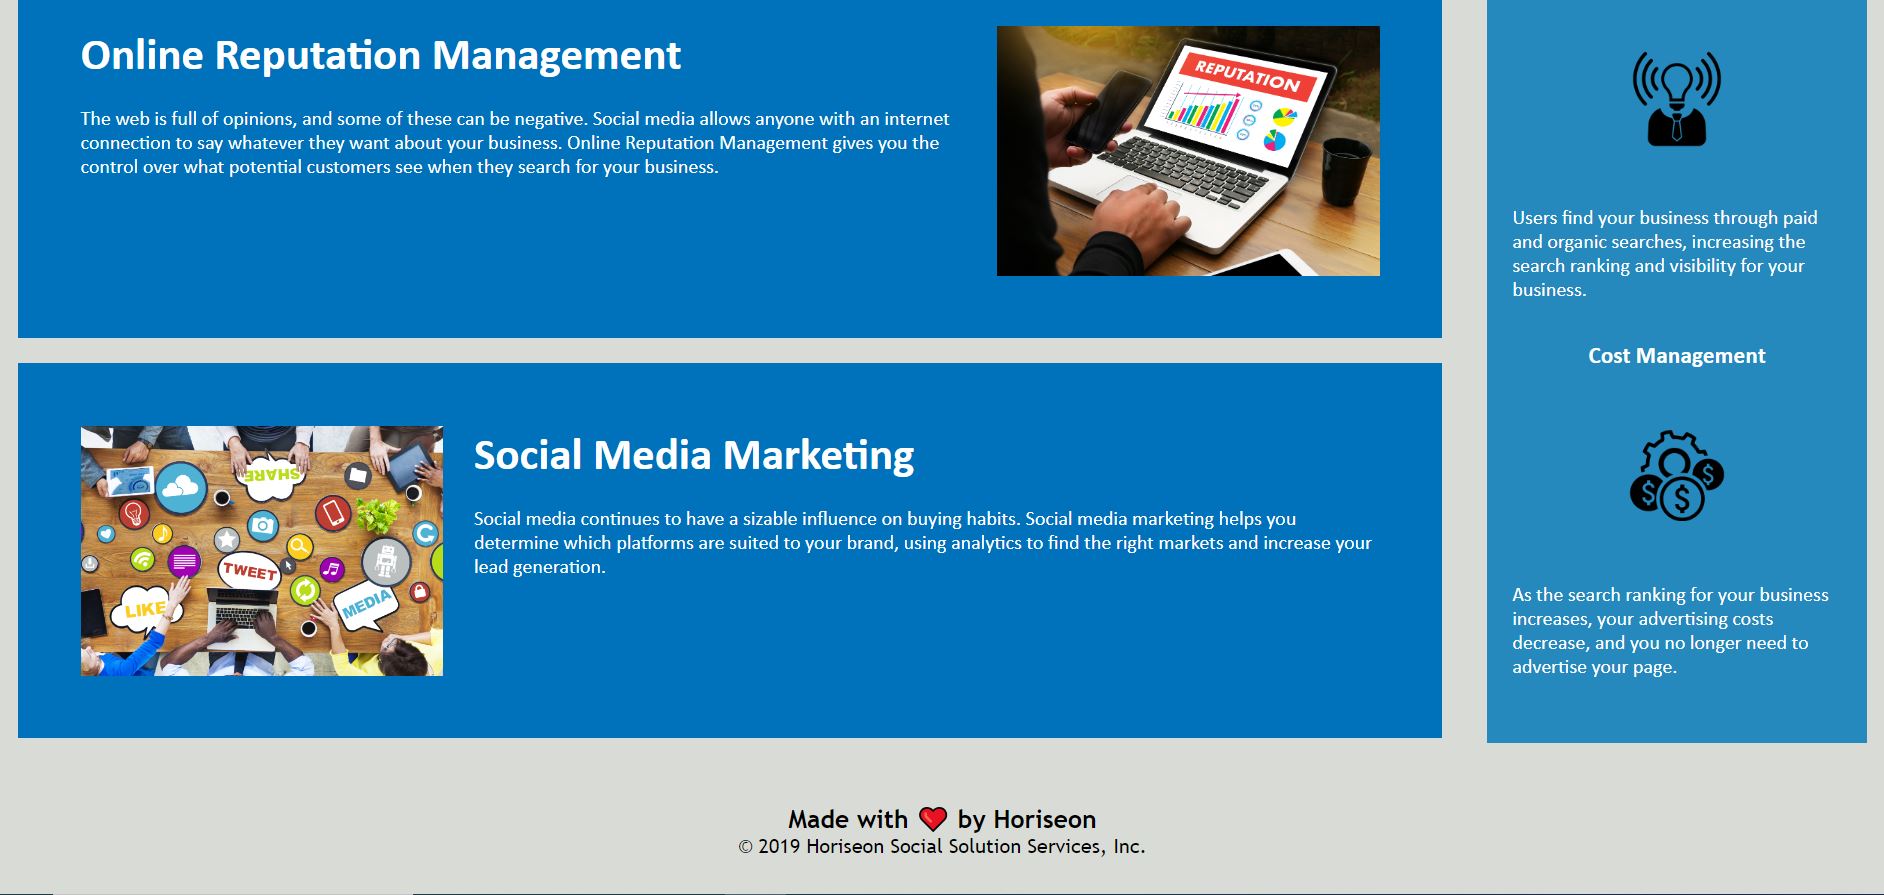 Online Reputation Management
The web is full of opinions, and some of these can be negative. Social media allows anyone with an internet
connection to say whatever they want about your business. Online Reputation Management gives you the
control over what potential customers see when they search for your business.
REPUTATION
Social Media Marketing
Social media continues to have a sizable influence on buying habits. Social media marketing helps you
determine which platforms are suited to your brand, using analytics to find the right markets and increase your
lead generation.
SHARE
TWEET
LIKE
MEDIA
Users find your business through paid
and organic searches, increasing the
search ranking and visibility for your
business.
Cost Management
$
$
$
As the search ranking for your business
increases, your advertising costs
decrease, and you no longer need to
advertise your page.
Made with ❤️ by Horiseon
© 2019 Horiseon Social Solution Services, Inc.